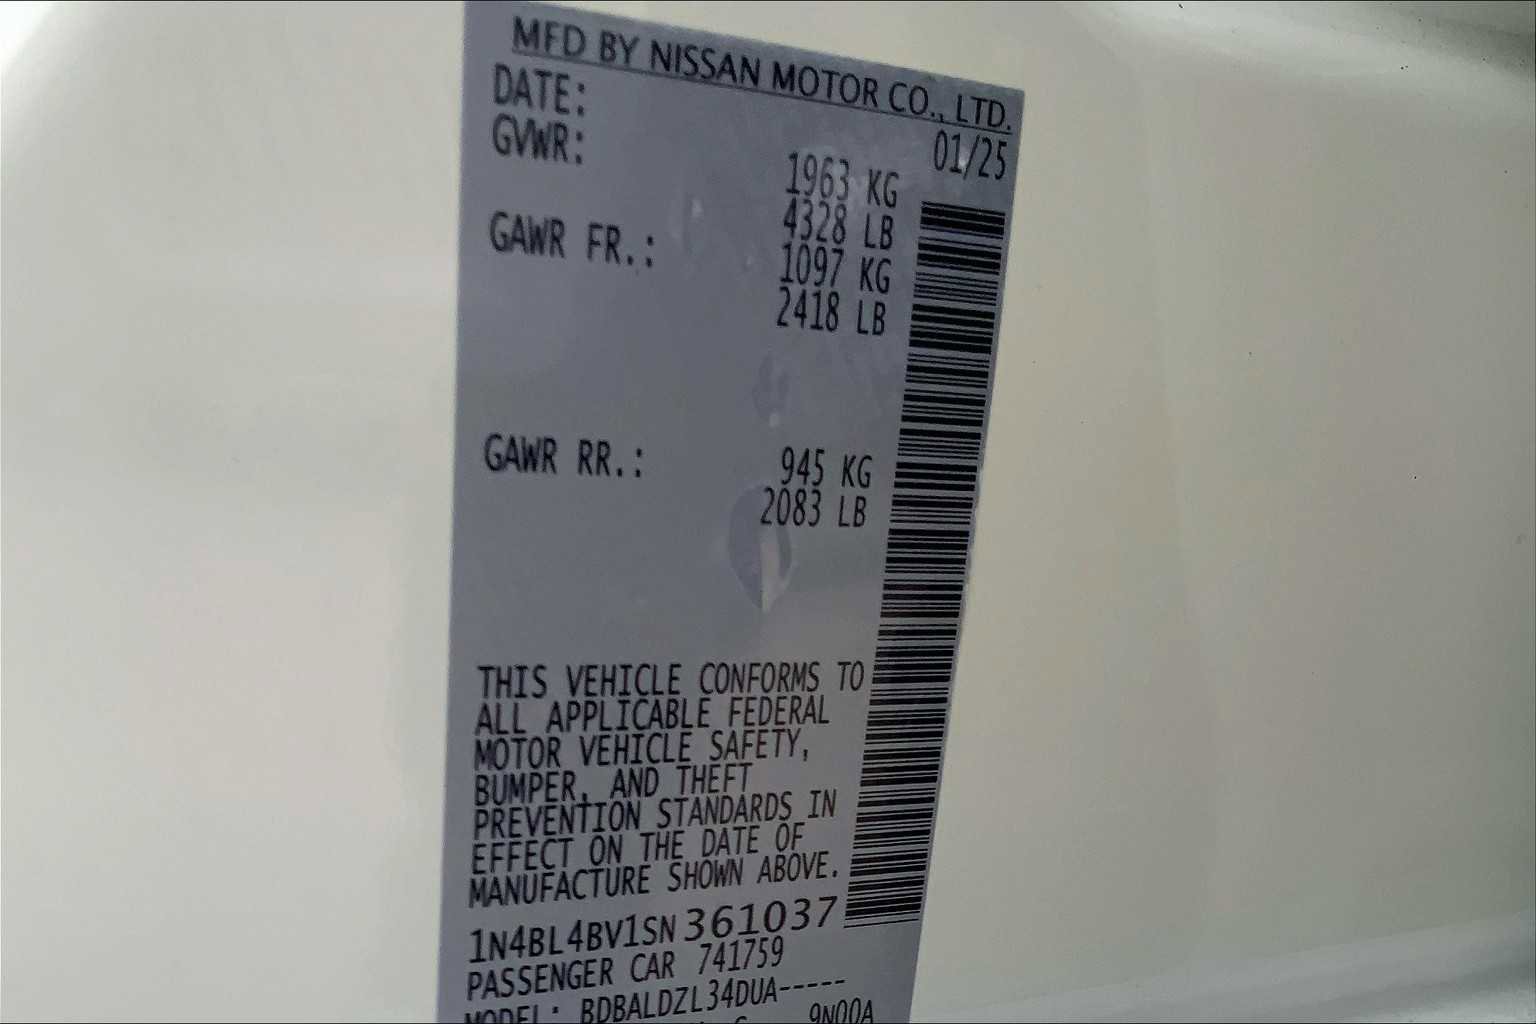 MFD BY NISSAN MOTOR CO., LTD.
DATE: 01/25
GVWR: 1963 KG
4328 LB
GAWR FR.: 1097 KG
2418 LB
GAWR RR.: 945 KG
2083 LB
THIS VEHICLE CONFORMS TO
ALL APPLICABLE FEDERAL
MOTOR VEHICLE SAFETY,
BUMPER, AND THEFT
PREVENTION STANDARDS IN
EFFECT ON THE DATE OF
MANUFACTURE SHOWN ABOVE.
1N4BL4BV1SN361037
PASSENGER CAR 741759
MODEL: BDBALDZL34DUA-----
9N00A